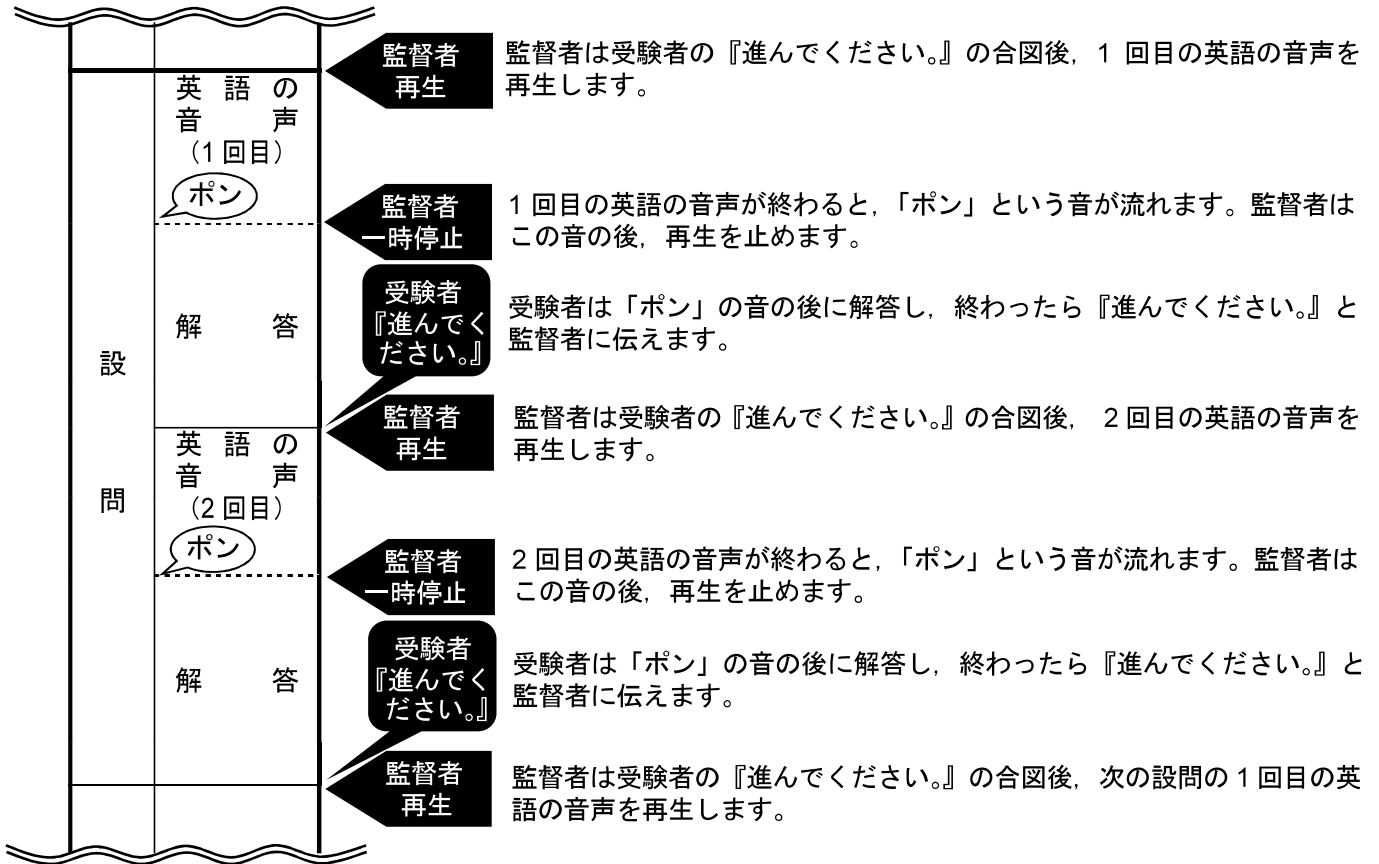 監督者
再生
監督者は受験者の『進んでください。』の合図後，1 回目の英語の音声を
再生します。
英語の
音声
（1 回目）
ポン
監督者
一時停止
1 回目の英語の音声が終わると，「ポン」という音が流れます。監督者は
この音の後，再生を止めます。
解答
受験者
『進んでく
ださい。』
受験者は「ポン」の音の後に解答し，終わったら『進んでください。』と
監督者に伝えます。
設問
監督者
再生
監督者は受験者の『進んでください。』の合図後， 2 回目の英語の音声を
再生します。
英語の
音声
（2 回目）
ポン
監督者
一時停止
2 回目の英語の音声が終わると，「ポン」という音が流れます。監督者は
この音の後，再生を止めます。
解答
受験者
『進んでく
ださい。』
受験者は「ポン」の音の後に解答し，終わったら『進んでください。』と
監督者に伝えます。
監督者
再生
監督者は受験者の『進んでください。』の合図後，次の設問の 1 回目の英
語の音声を再生します。